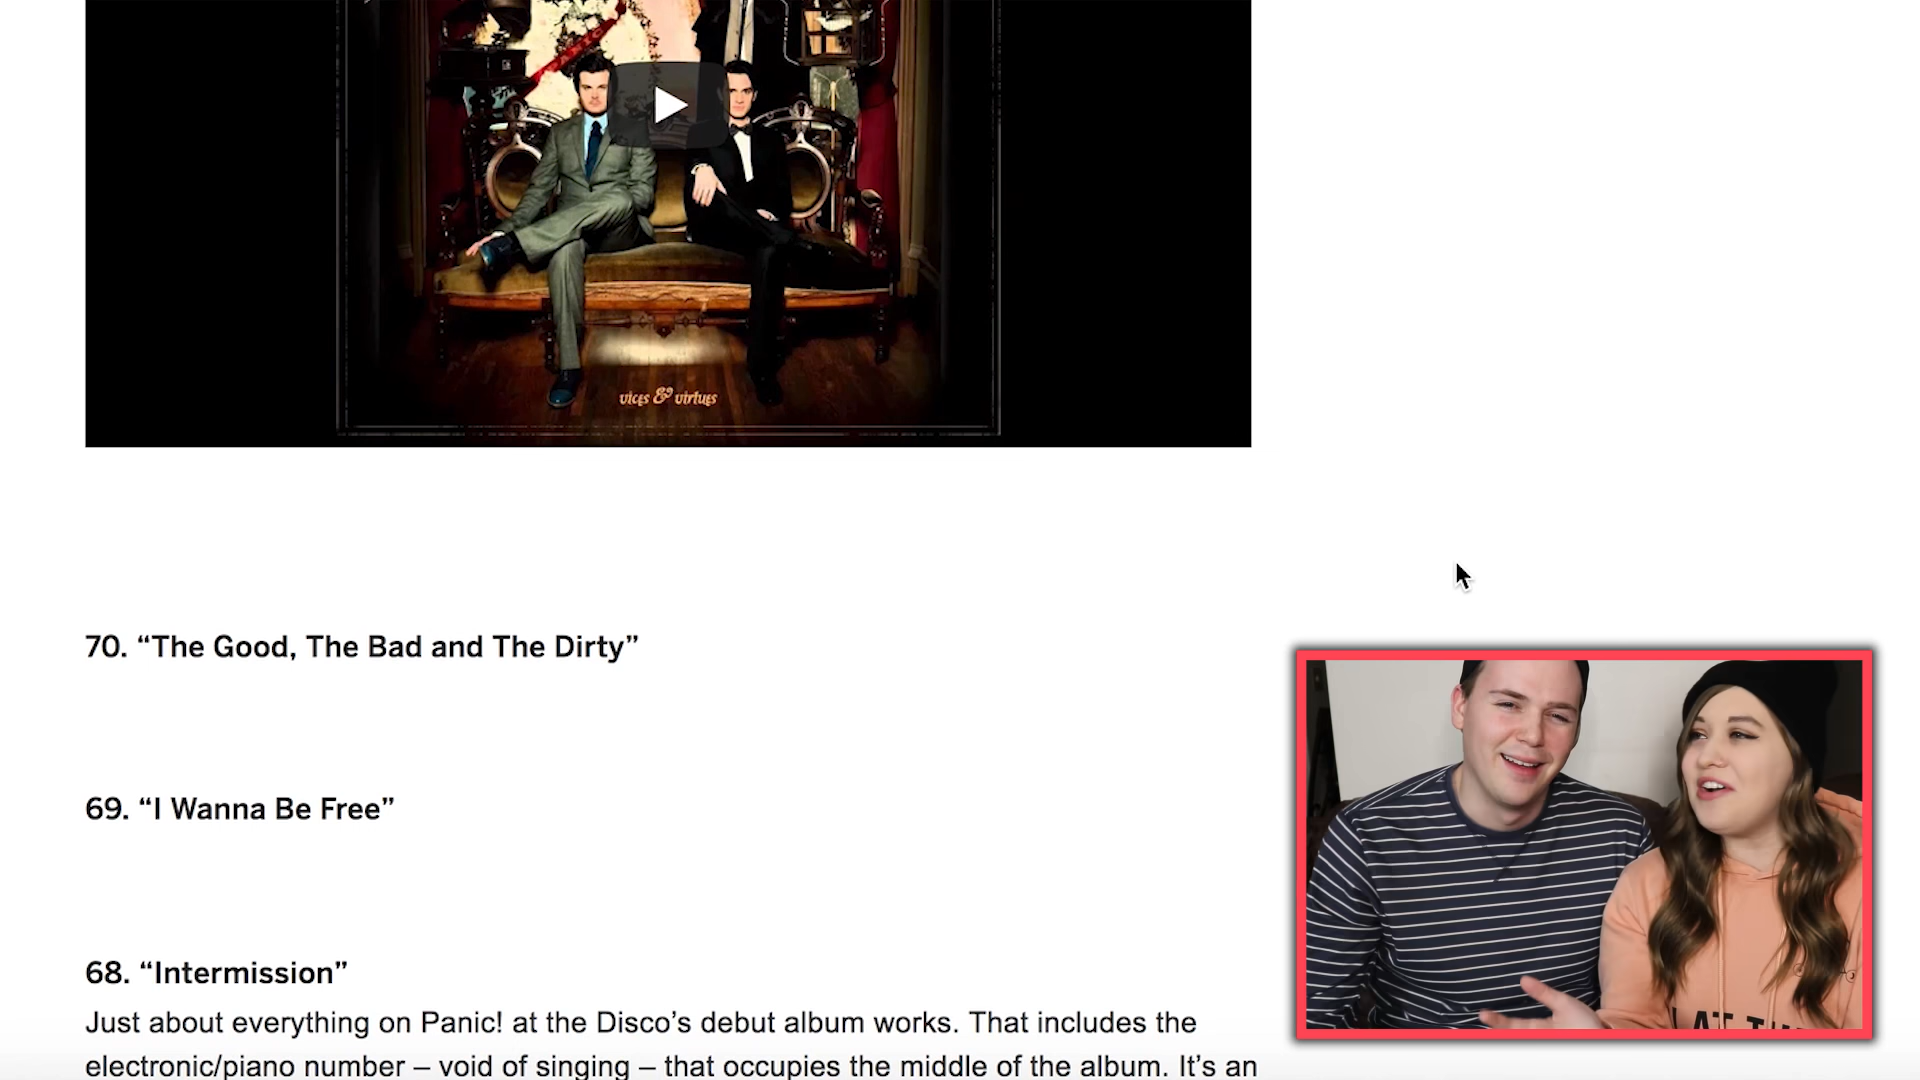 vices & virtues
70. “The Good, The Bad and The Dirty”
69. “I Wanna Be Free”
68. “Intermission”
Just about everything on Panic! at the Disco’s debut album works. That includes the
electronic/piano number – void of singing – that occupies the middle of the album. It’s an